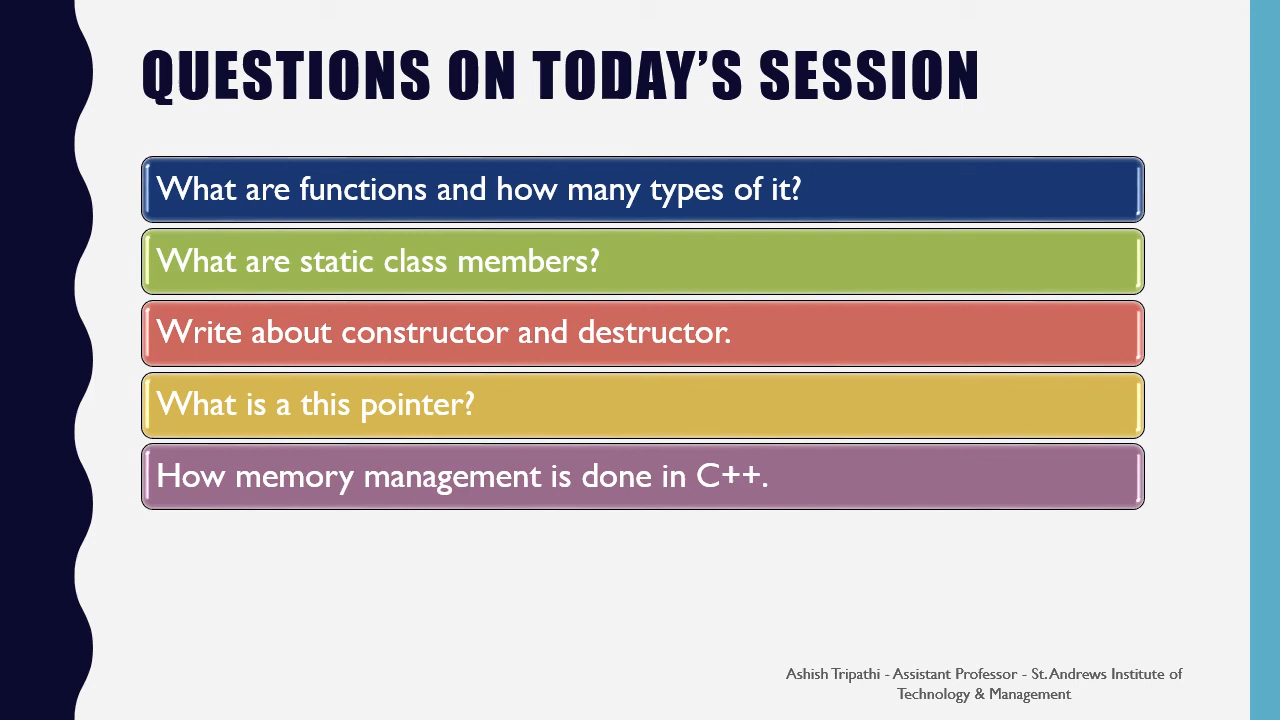 QUESTIONS ON TODAY’S SESSION
What are functions and how many types of it?
What are static class members?
Write about constructor and destructor.
What is a this pointer?
How memory management is done in C++.
Ashish Tripathi - Assistant Professor - St. Andrews Institute of
Technology & Management